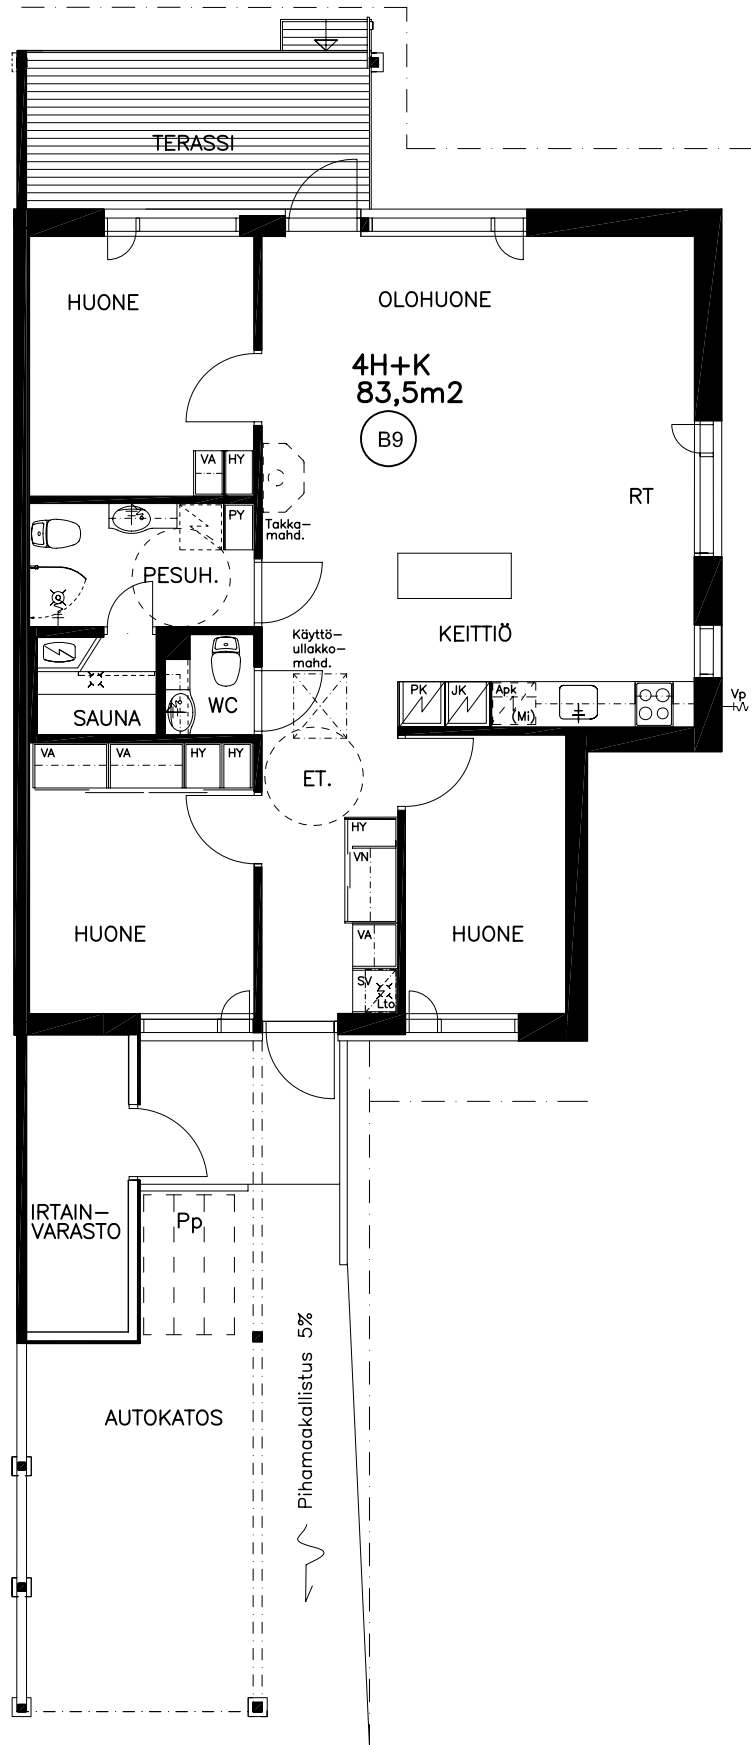 TERASSI
HUONE
OLOHUONE
4H+K
83,5m2
B9
VA
HY
RT
PY
Takka-
mahd.
PESUH.
KEITTIÖ
Käyttö-
ullakko-
mahd.
PK
JK
Apk
(Mi)
Vp
SAUNA
WC
VA
VA
HY
HY
ET.
HY
VN
VA
HUONE
HUONE
SV
Lto
IRTAIN-
VARASTO
Pp
Pihamaakallistus 5%
AUTOKATOS